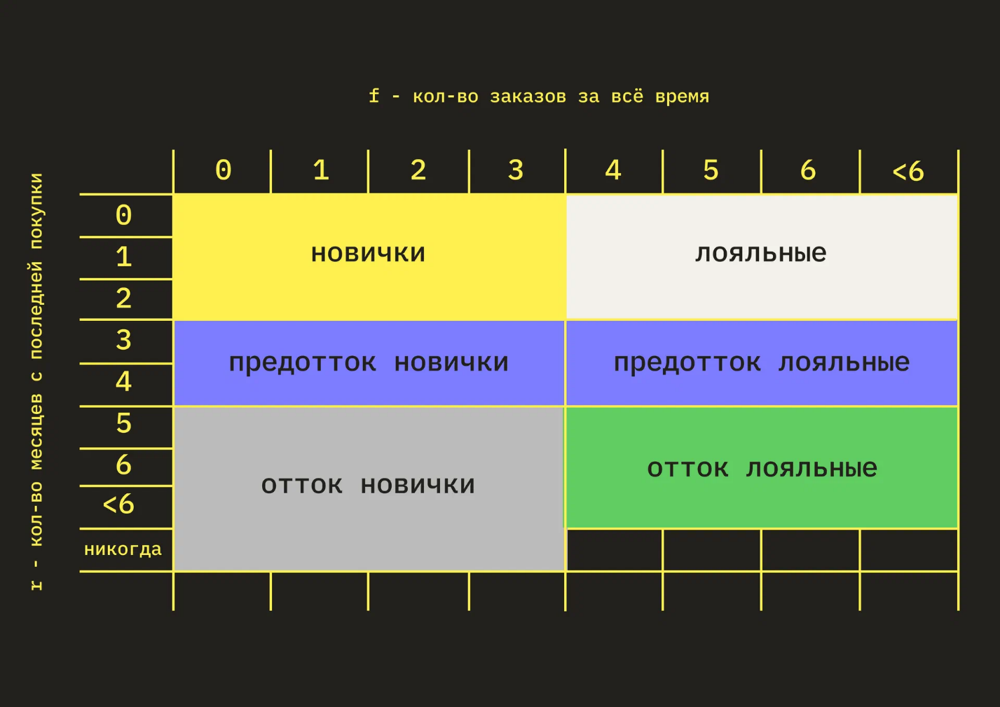 f - кол-во заказов за всё время
0 1 2 3 4 5 6 <6
r - кол-во месяцев с последней покупки
0
1
2
3
4
5
6
<6
никогда
новички
лояльные
предотток новички
предотток лояльные
отток новички
отток лояльные